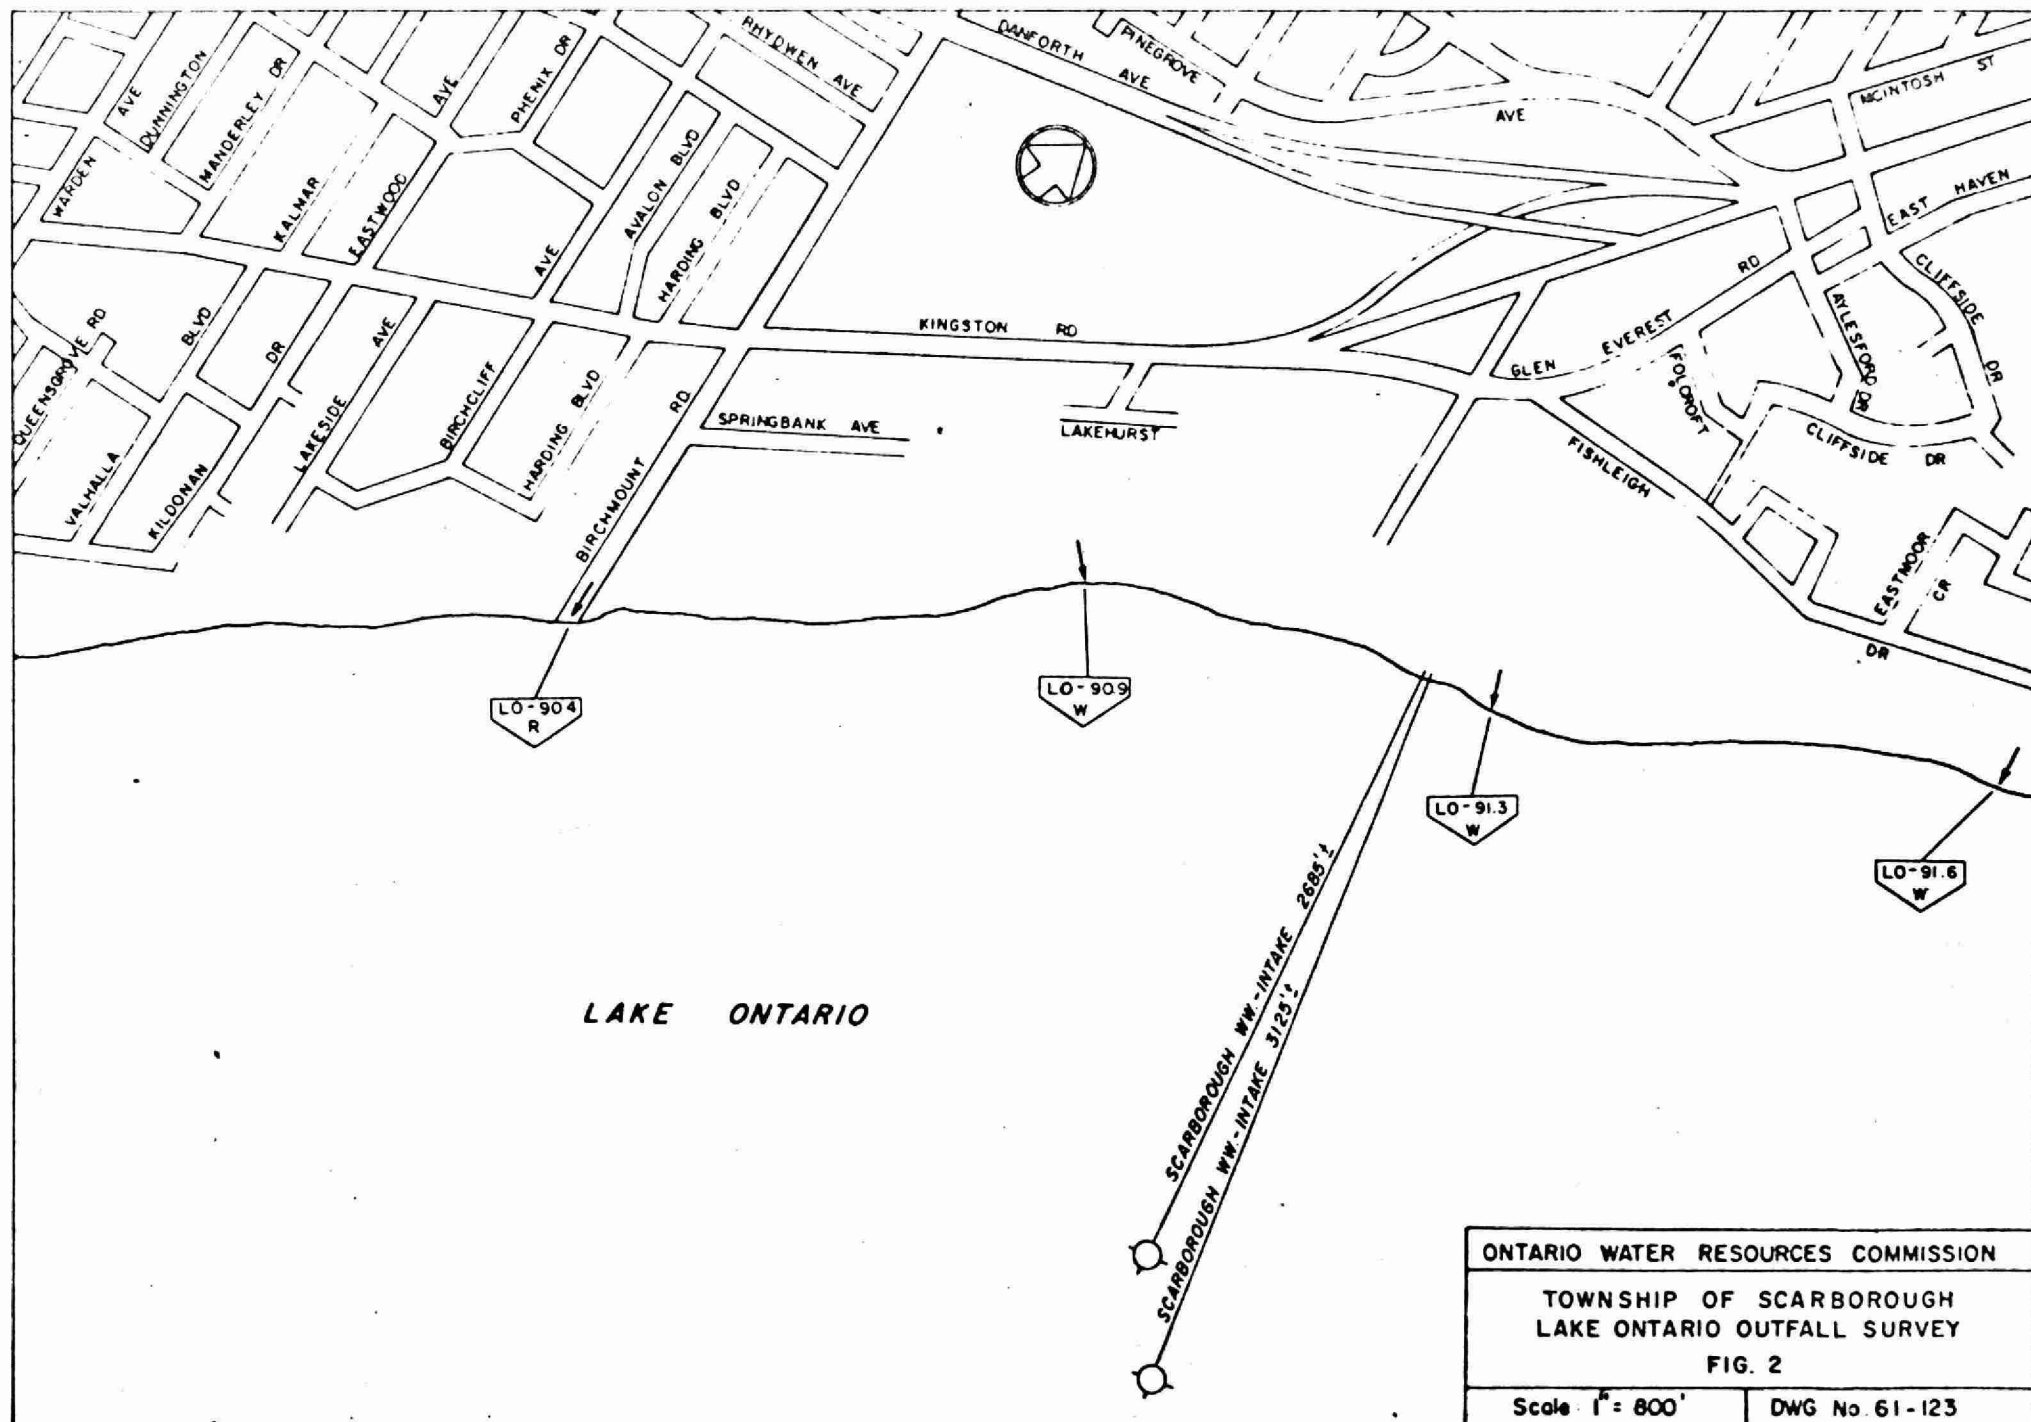 AVE
DUNNINGTON
MANDERLEY DR
WARDEN
KALMAR
EASTWOOD
AVE
PHENIX DR
RHYDWEN AVE
AVALON BLVD
HARDING BLVD
AVE
DANFORTH AVE
PINEGROVE
AVE
MCINTOSH ST
EAST HAVEN
CLIFFSIDE DR
AYLESFORD DR
GLEN EVEREST RD
FOLCROFT
CLIFFSIDE DR
KINGSTON RD
QUEENSGROVE RD
BLVD
DR
AVE
VALHALLA
KILDONAN
LAKESIDE
BIRCHCLIFF
HARDING BLVD
BIRCHMOUNT RD
SPRINGBANK AVE
LAKEHURST
FISHLEIGH
DR
EASTMOOR
CR
LO-90.4
R
LO-90.9
W
LO-91.3
W
LO-91.6
W
SCARBOROUGH WW.-INTAKE 2685'±
SCARBOROUGH WW.-INTAKE 3125'±
LAKE ONTARIO
ONTARIO WATER RESOURCES COMMISSION
TOWNSHIP OF SCARBOROUGH
LAKE ONTARIO OUTFALL SURVEY
FIG. 2
Scale: 1" = 800'
DWG No. 61-123